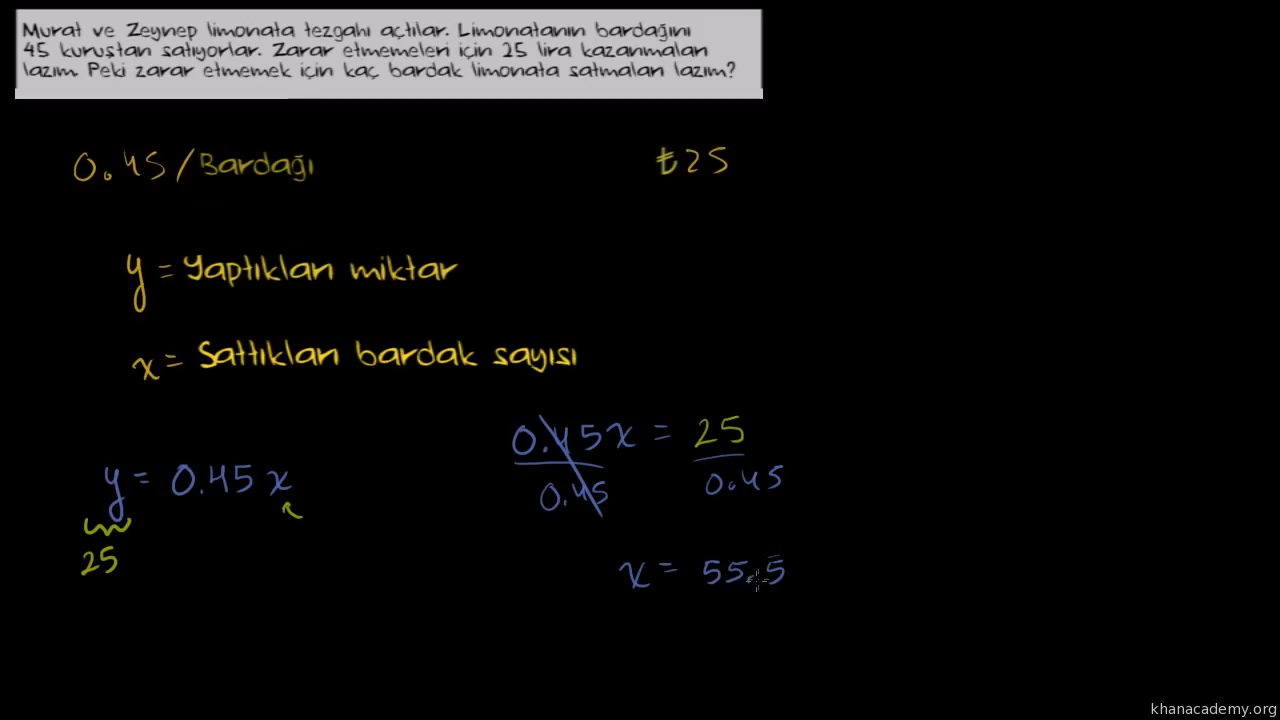 Murat ve Zeynep limonata tezgahı açtılar. Limonatanın bardağını
45 kuruştan satıyorlar. Zarar etmemeleri için 25 lira kazanmaları
lazım. Peki zarar etmemek için kaç bardak limonata satmaları lazım?
0.45/Bardağı ₺25
y = Yaptıkları miktar
x = Sattıkları bardak sayısı
0.45x = 25
y = 0.45 x
0.45 0.45
25
x = 55.5̅
khanacademy.org